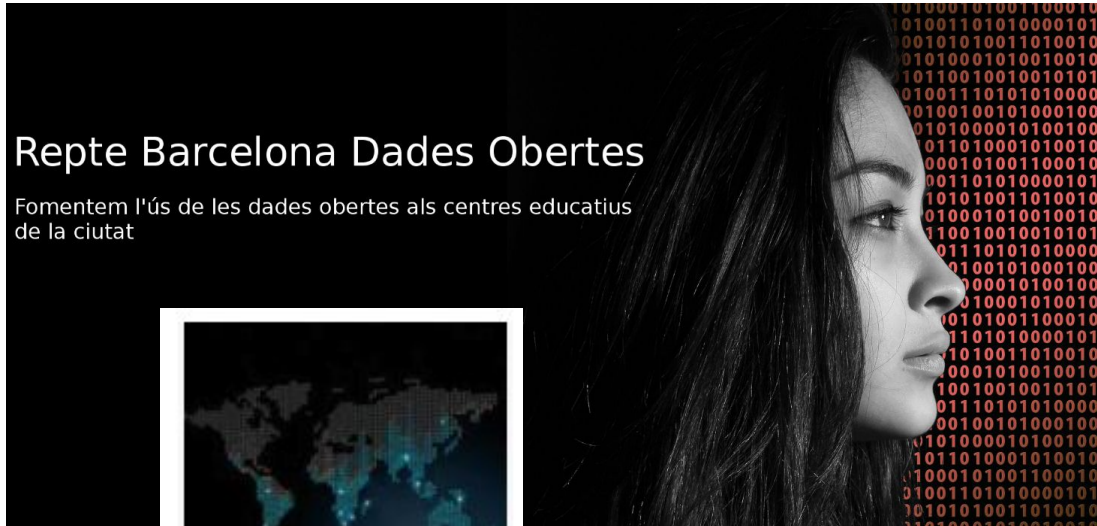 Repte Barcelona Dades Obertes
Fomentem l'ús de les dades obertes als centres educatius
de la ciutat